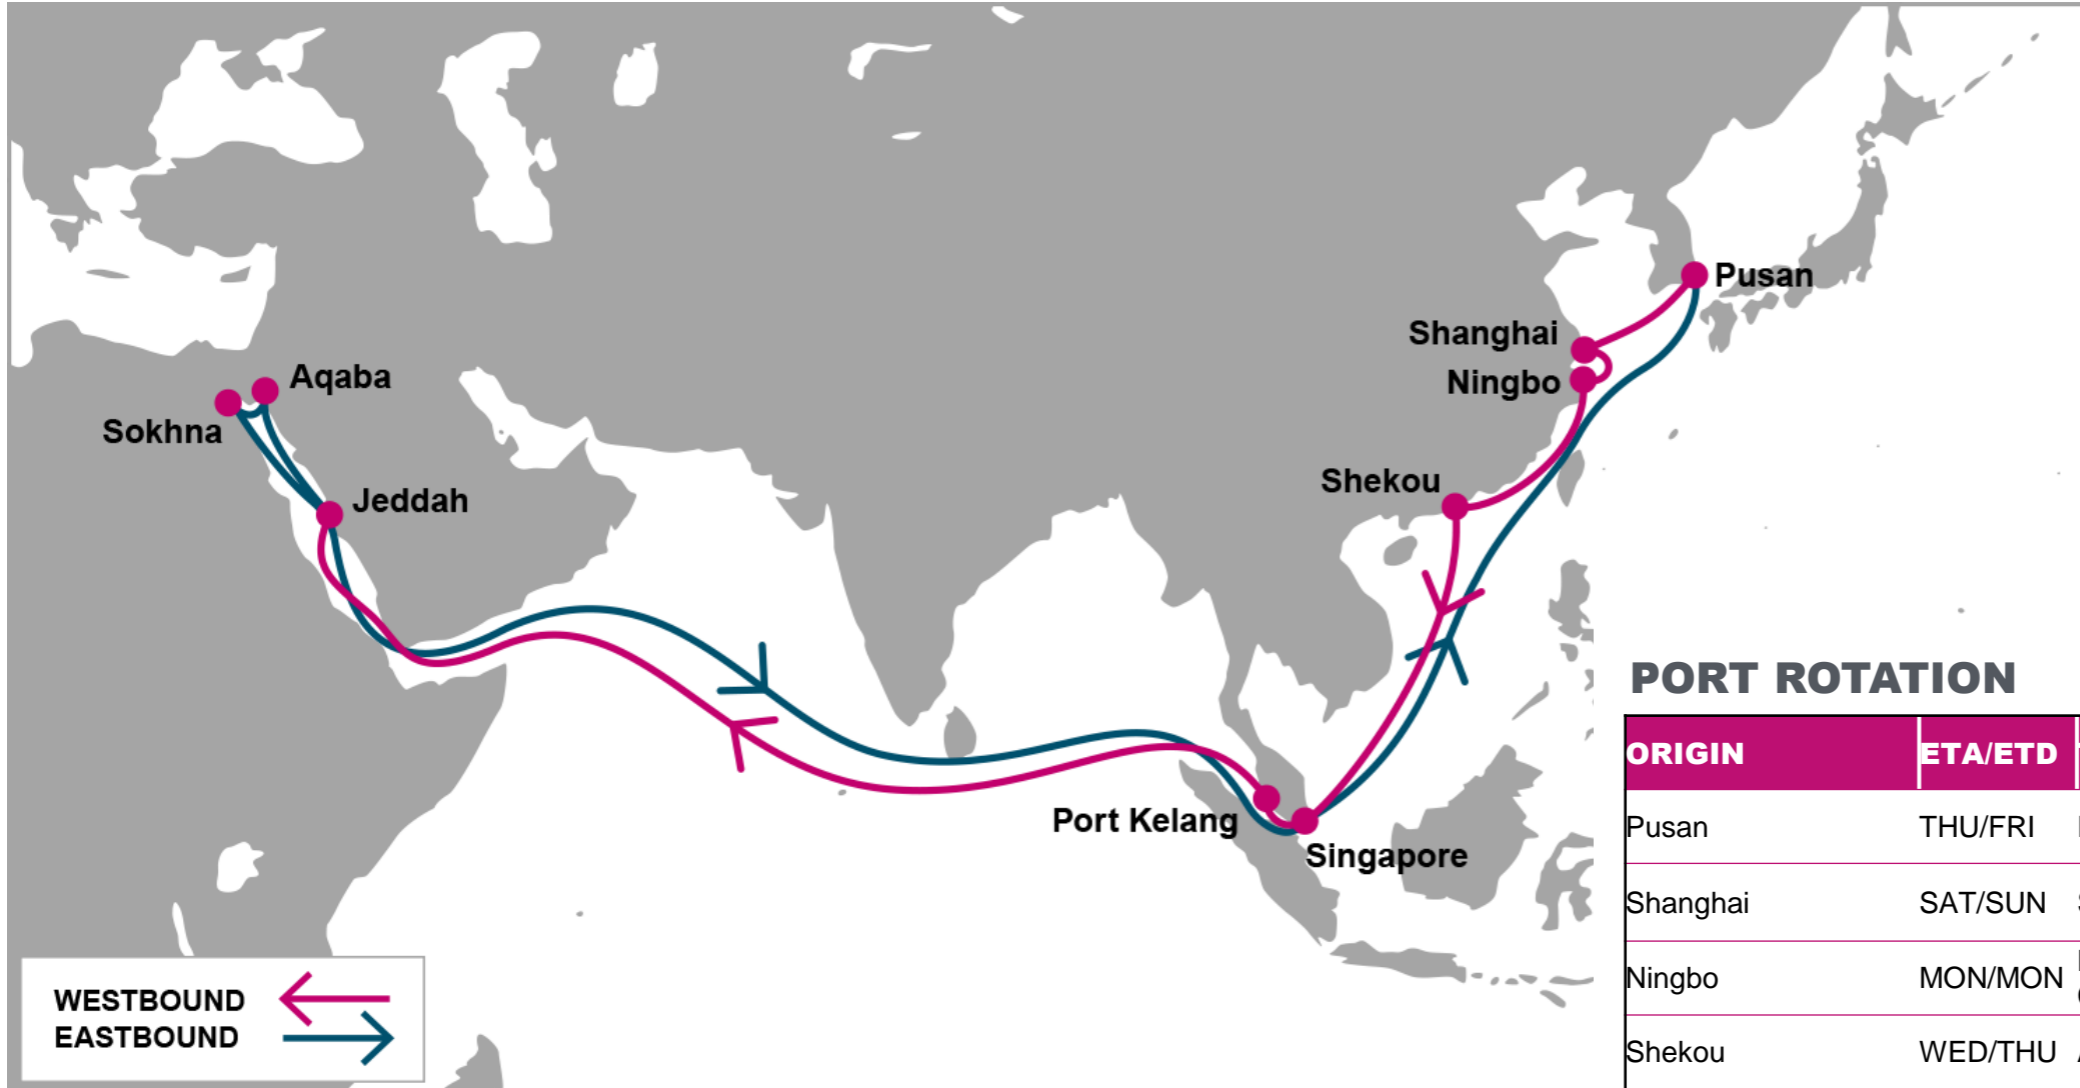 Pusan
Shanghai
Ningbo
Aqaba
Sokhna
Shekou
Jeddah
Port Kelang
Singapore
WESTBOUND
EASTBOUND
PORT ROTATION
ORIGIN ETA/ETD
Pusan THU/FRI
Shanghai SAT/SUN
Ningbo MON/MON
Shekou WED/THU